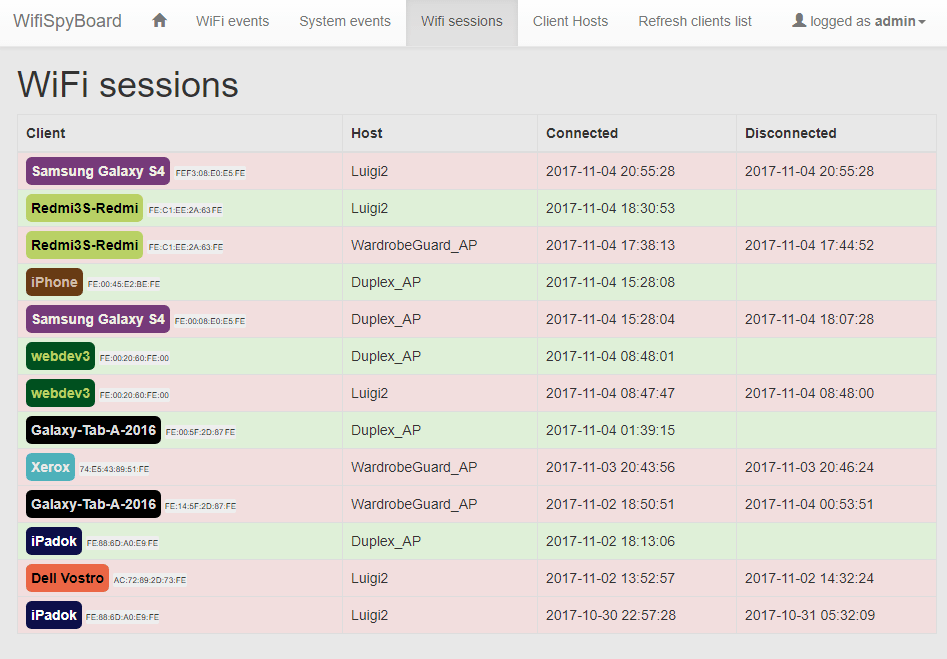 WifiSpyBoard WiFi events System events Wifi sessions Client Hosts Refresh clients list logged as admin
WiFi sessions
Client Host Connected Disconnected
Samsung Galaxy S4 FEF3:08:E0:E5:FE Luigi2 2017-11-04 20:55:28 2017-11-04 20:55:28
Redmi3S-Redmi FE:C1:EE:2A:63:FE Luigi2 2017-11-04 18:30:53
Redmi3S-Redmi FE:C1:EE:2A:63:FE WardrobeGuard_AP 2017-11-04 17:38:13 2017-11-04 17:44:52
iPhone FE:00:45:E2:BE:FE Duplex_AP 2017-11-04 15:28:08
Samsung Galaxy S4 FE:00:08:E0:E5:FE Duplex_AP 2017-11-04 15:28:04 2017-11-04 18:07:28
webdev3 FE:00:20:60:FE:00 Duplex_AP 2017-11-04 08:48:01
webdev3 FE:00:20:60:FE:00 Luigi2 2017-11-04 08:47:47 2017-11-04 08:48:00
Galaxy-Tab-A-2016 FE:00:5F:2D:87:FE Duplex_AP 2017-11-04 01:39:15
Xerox 74:E5:43:89:51:FE WardrobeGuard_AP 2017-11-03 20:43:56 2017-11-03 20:46:24
Galaxy-Tab-A-2016 FE:14:5F:2D:87:FE WardrobeGuard_AP 2017-11-02 18:50:51 2017-11-04 00:53:51
iPadok FE:88:6D:A0:E9:FE Duplex_AP 2017-11-02 18:13:06
Dell Vostro AC:72:89:2D:73:FE Luigi2 2017-11-02 13:52:57 2017-11-02 14:32:24
iPadok FE:88:6D:A0:E9:FE Luigi2 2017-10-30 22:57:28 2017-10-31 05:32:09